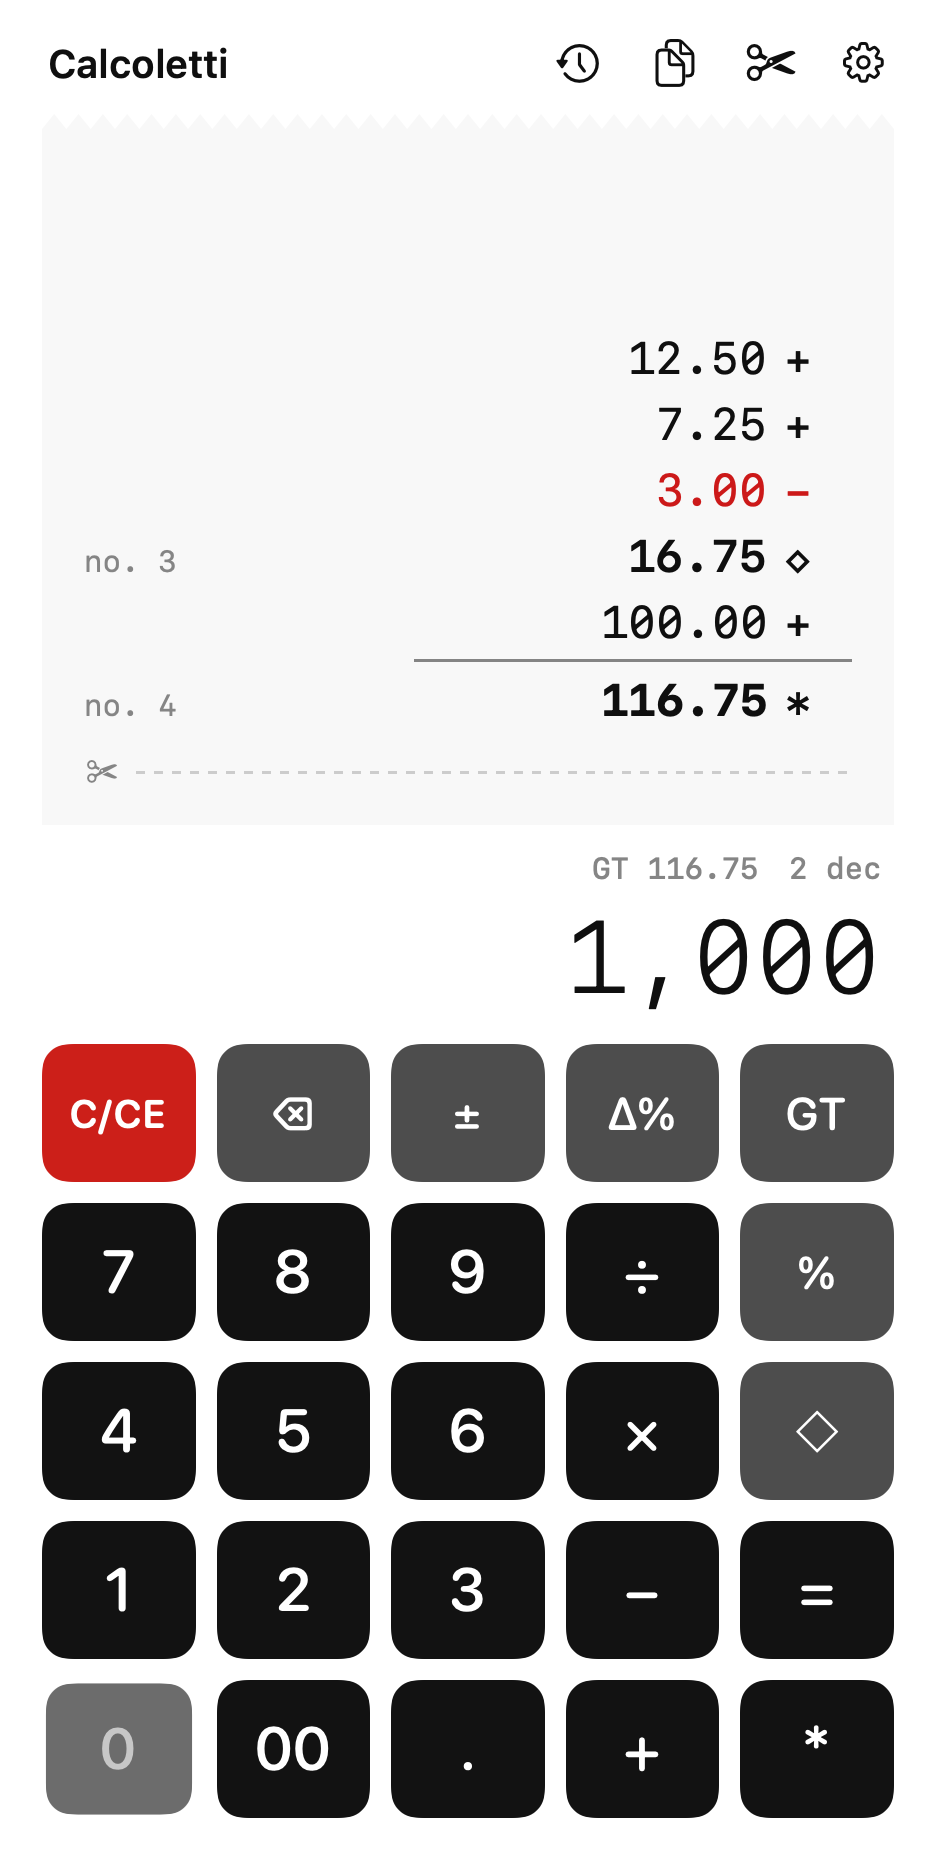 Calcoletti
12.50 +
7.25 +
3.00 −
no. 3 16.75 ◇
100.00 +
no. 4 116.75 *
GT 116.75 2 dec
1,000
C/CE ± Δ% GT
7 8 9 ÷ %
4 5 6 × ◇
1 2 3 − =
0 00 . + *